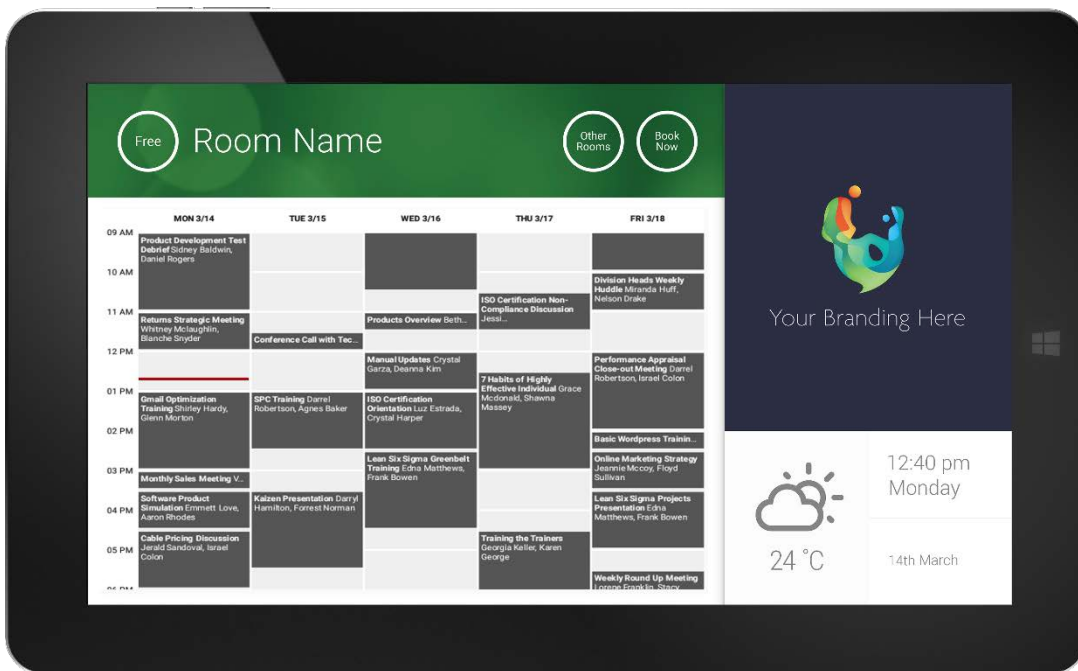 Free
Room Name
Other
Rooms
Book
Now
MON 3/14
TUE 3/15
WED 3/16
THU 3/17
FRI 3/18
09 AM
10 AM
11 AM
12 PM
01 PM
02 PM
03 PM
04 PM
05 PM
06 PM
Product Development Test
Debrief Sidney Baldwin,
Daniel Rogers
Returns Strategic Meeting
Whitney Mclaughlin,
Blanche Snyder
Gmail Optimization
Training Shirley Hardy,
Glenn Morton
Monthly Sales Meeting V...
Software Product
Simulation Emmett Love,
Aaron Rhodes
Cable Pricing Discussion
Jerald Sandoval, Israel
Colon
Conference Call with Tec...
SPC Training Darrel
Robertson, Agnes Baker
Kaizen Presentation Darryl
Hamilton, Forrest Norman
Products Overview Beth...
Manual Updates Crystal
Garza, Deanna Kim
ISO Certification
Orientation Luz Estrada,
Crystal Harper
Lean Six Sigma Greenbelt
Training Edna Matthews,
Frank Bowen
ISO Certification Non-
Compliance Discussion
Jessi...
7 Habits of Highly
Effective Individual Grace
Mcdonald, Shawna
Massey
Training the Trainers
Georgia Keller, Karen
George
Division Heads Weekly
Huddle Miranda Huff,
Nelson Drake
Performance Appraisal
Close-out Meeting Darrel
Robertson, Israel Colon
Basic Wordpress Trainin...
Online Marketing Strategy
Jeannie Mccoy, Floyd
Sullivan
Lean Six Sigma Projects
Presentation Edna
Matthews, Frank Bowen
Weekly Round Up Meeting
Lorene Franklin, Stacy
Your Branding Here
24 °C
12:40 pm
Monday
14th March